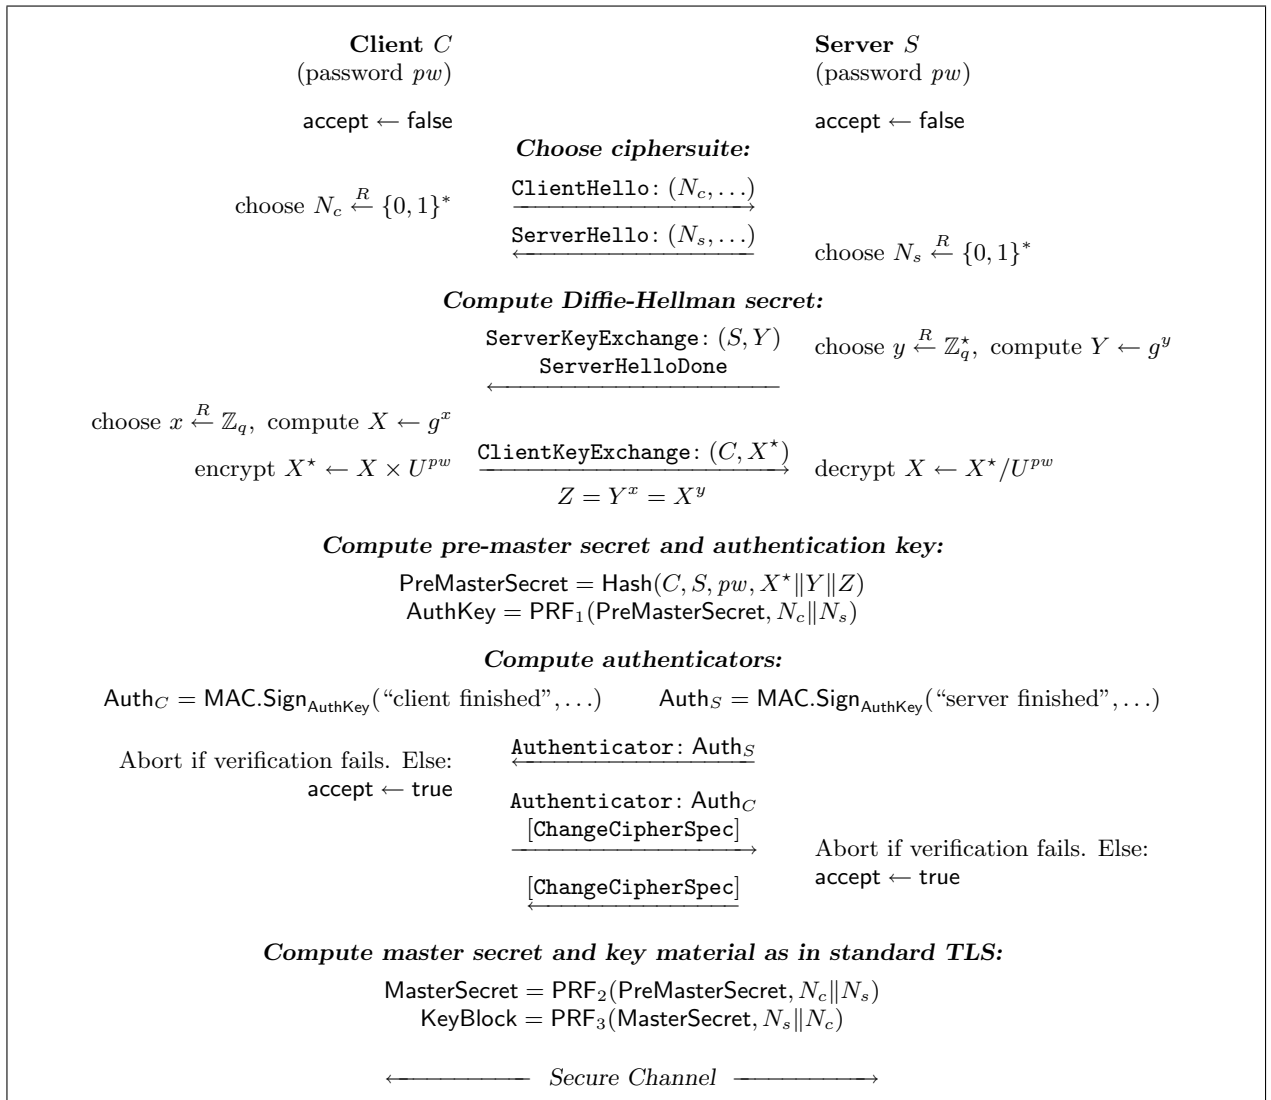 Client C Server S
(password pw) (password pw)
accept ← false accept ← false
Choose ciphersuite:
ClientHello: (N_c, …)
choose N_c ←^R {0, 1}^*
ServerHello: (N_s, …)
choose N_s ←^R {0, 1}^*
Compute Diffie-Hellman secret:
ServerKeyExchange: (S, Y) choose y ←^R ℤ_q^⋆, compute Y ← g^y
ServerHelloDone
choose x ←^R ℤ_q, compute X ← g^x
encrypt X^⋆ ← X × U^{pw} ClientKeyExchange: (C, X^⋆) decrypt X ← X^⋆/U^{pw}
Z = Y^x = X^y
Compute pre-master secret and authentication key:
PreMasterSecret = Hash(C, S, pw, X^⋆‖Y‖Z)
AuthKey = PRF_1(PreMasterSecret, N_c‖N_s)
Compute authenticators:
Auth_C = MAC.Sign_{AuthKey}(“client finished”, …) Auth_S = MAC.Sign_{AuthKey}(“server finished”, …)
Authenticator: Auth_S
Abort if verification fails. Else:
accept ← true
Authenticator: Auth_C
[ChangeCipherSpec]
Abort if verification fails. Else:
accept ← true
[ChangeCipherSpec]
Compute master secret and key material as in standard TLS:
MasterSecret = PRF_2(PreMasterSecret, N_c‖N_s)
KeyBlock = PRF_3(MasterSecret, N_s‖N_c)
Secure Channel